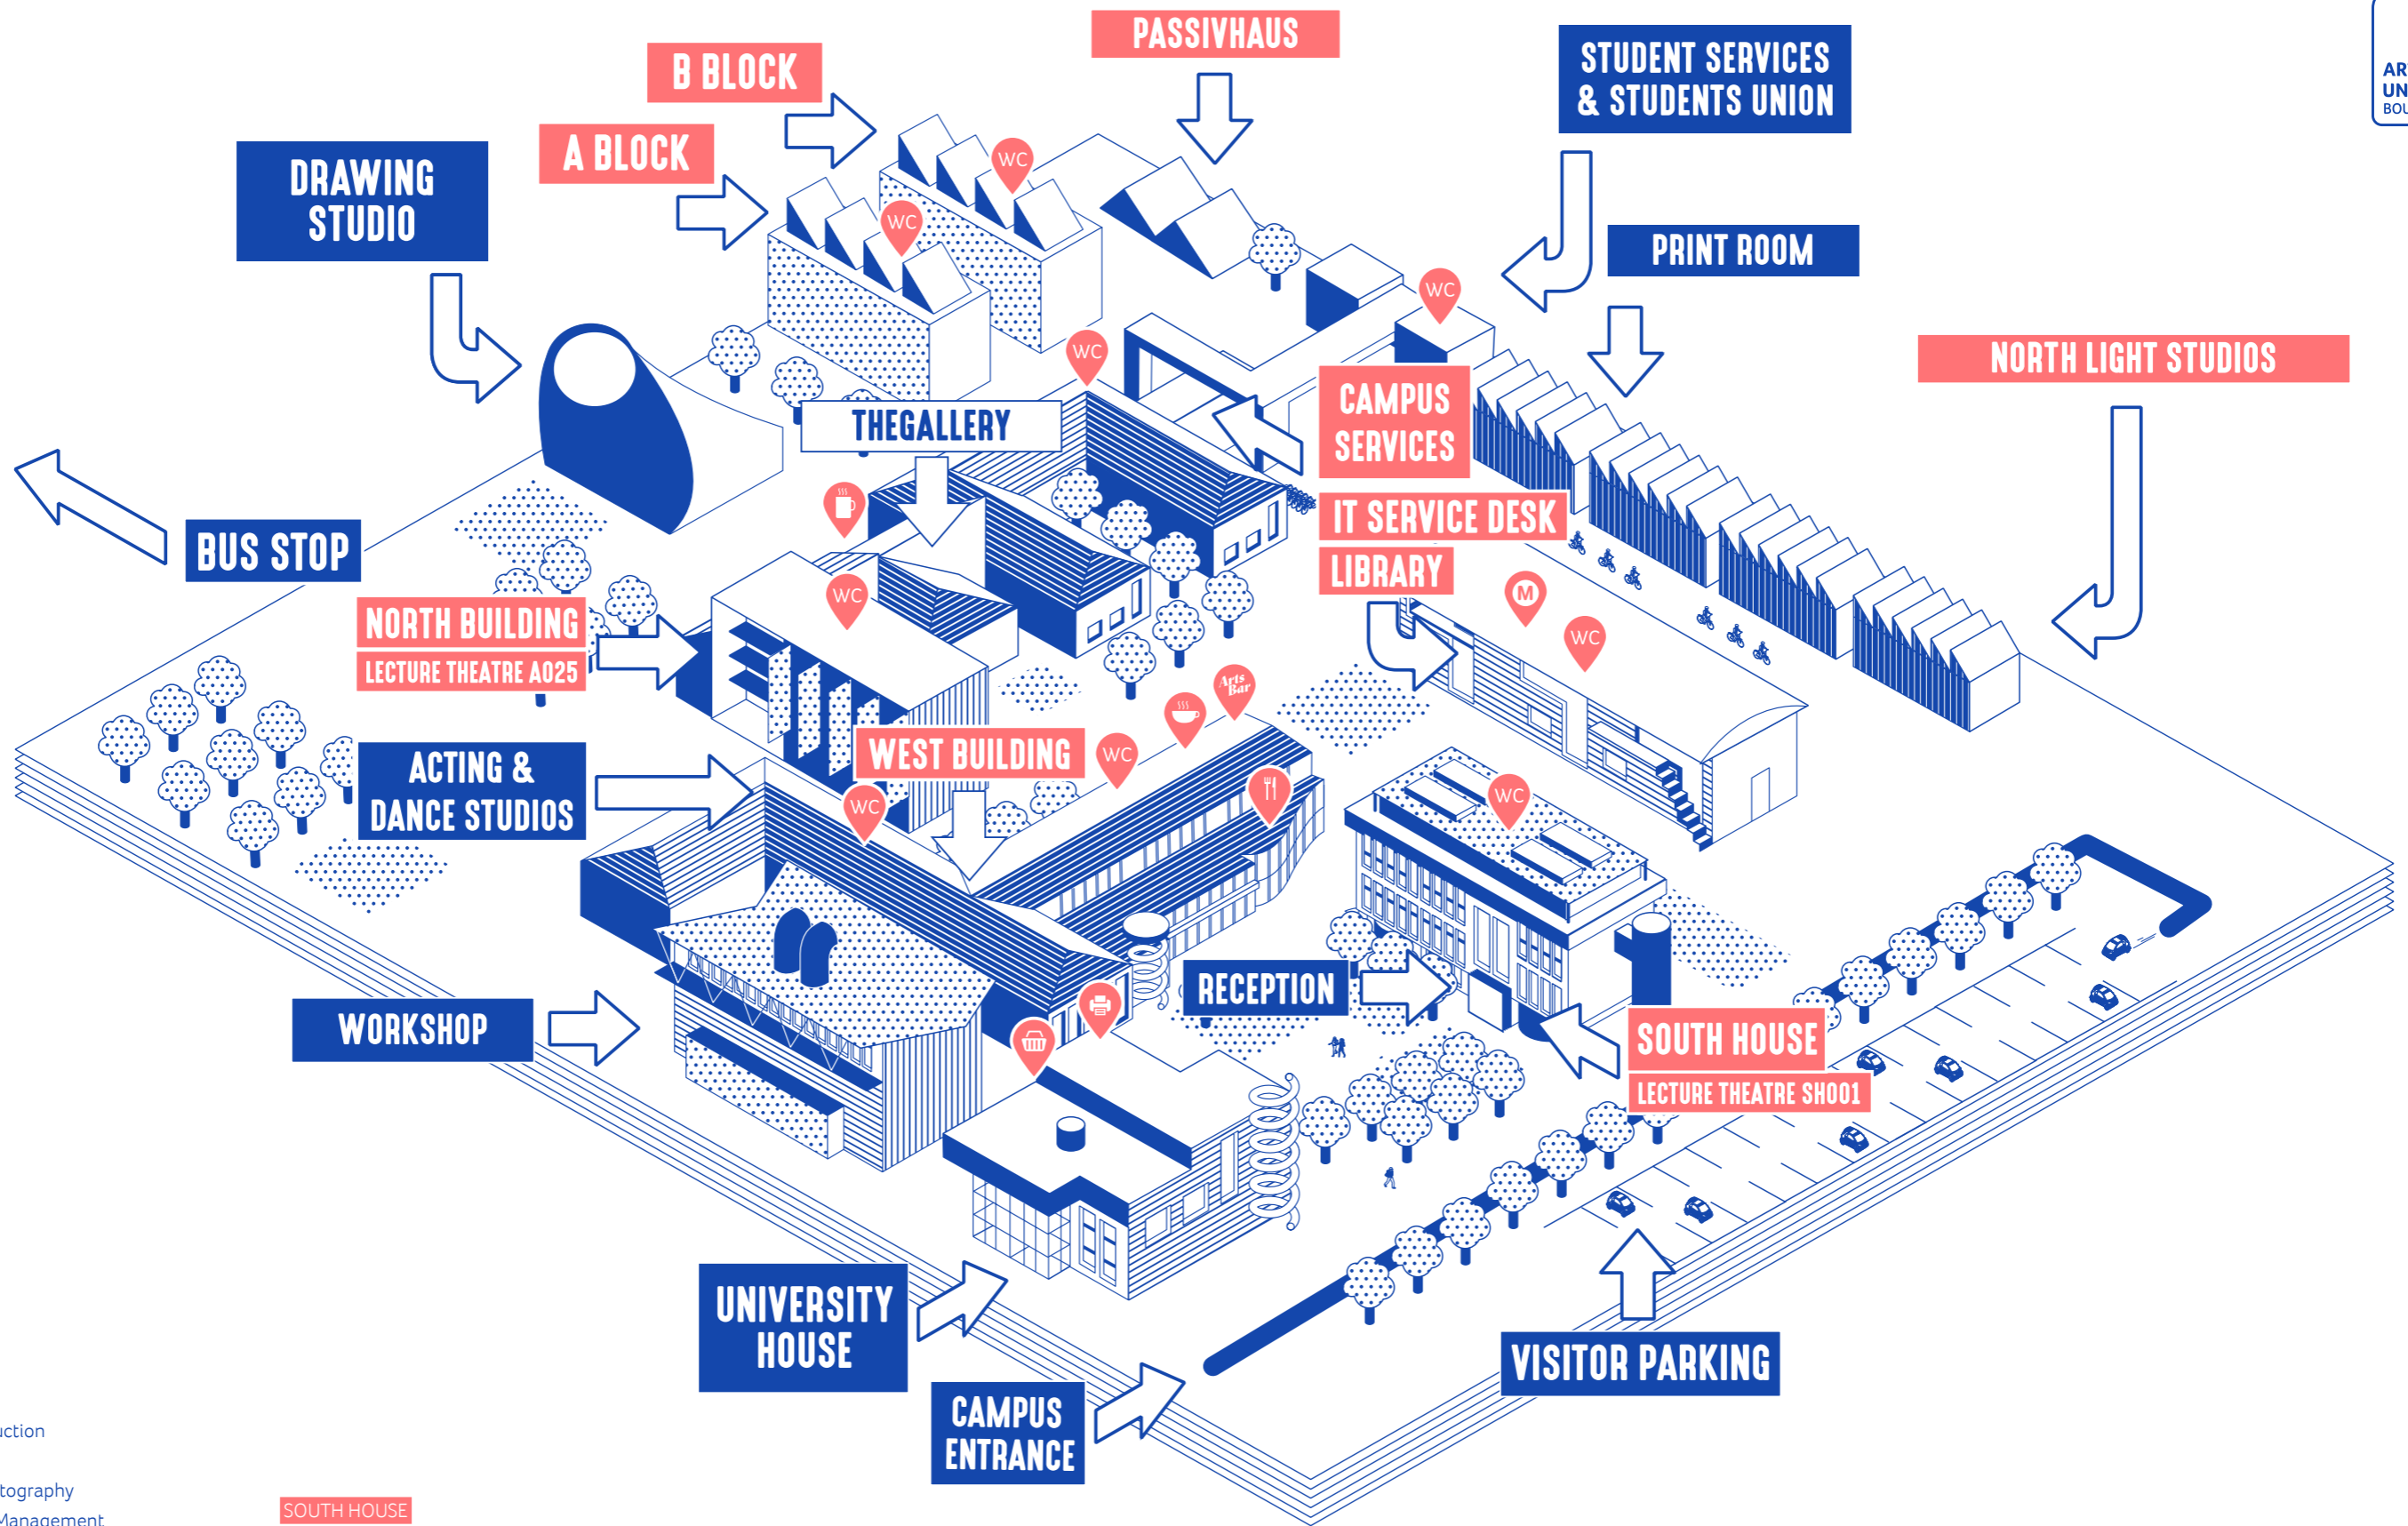 PASSIVHAUS
B BLOCK
A BLOCK
STUDENT SERVICES
& STUDENTS UNION
AR
UN
BOU
DRAWING
STUDIO
WC
WC
PRINT ROOM
WC
WC
NORTH LIGHT STUDIOS
THEGALLERY
CAMPUS
SERVICES
BUS STOP
IT SERVICE DESK
LIBRARY
WC
M
WC
NORTH BUILDING
LECTURE THEATRE A025
Arts
Bar
WEST BUILDING
WC
ACTING &
DANCE STUDIOS
WC
WC
RECEPTION
WORKSHOP
SOUTH HOUSE
LECTURE THEATRE SH001
UNIVERSITY
HOUSE
VISITOR PARKING
CAMPUS
ENTRANCE
uction
tography
Management
SOUTH HOUSE